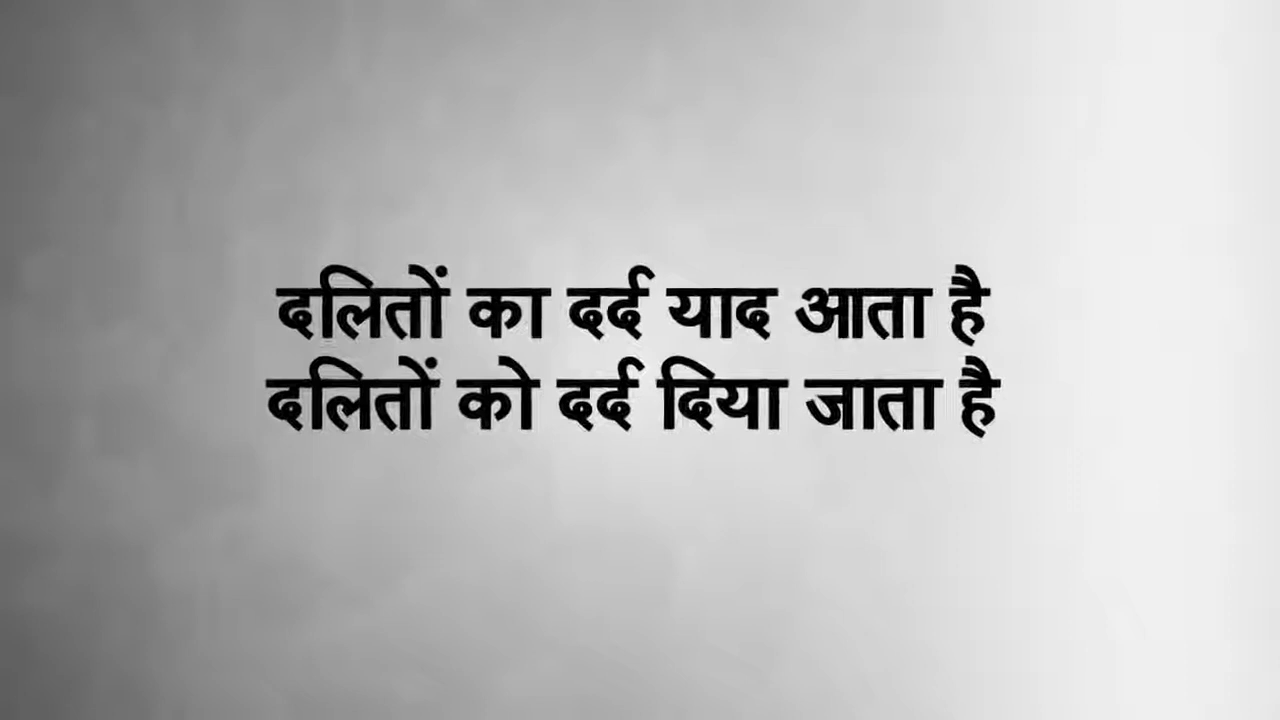 दलितों का दर्द याद आता है
दलितों को दर्द दिया जाता है